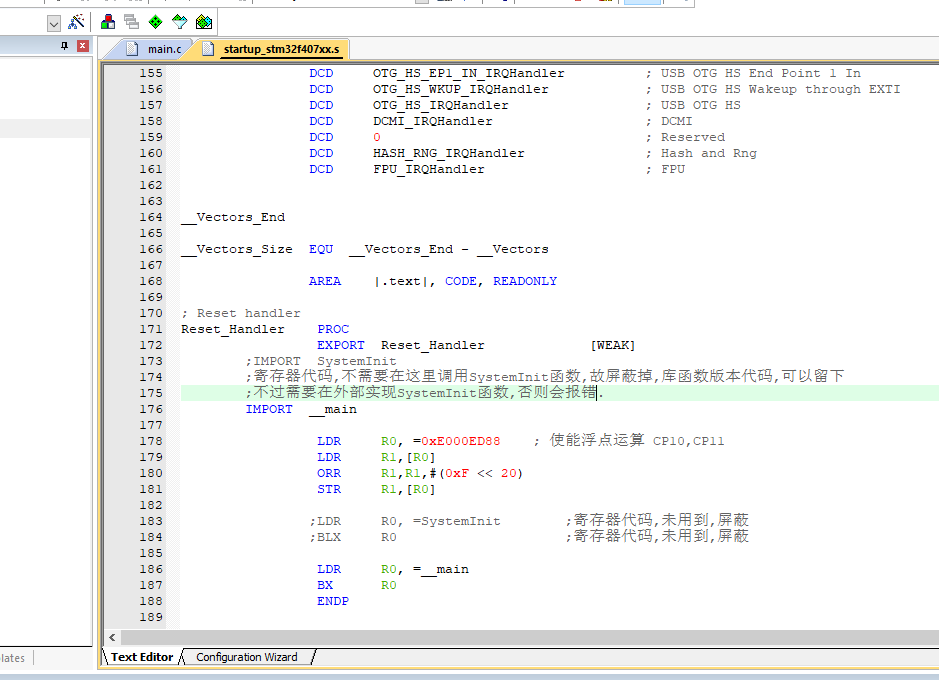 main.c
startup_stm32f407xx.s
155 DCD OTG_HS_EP1_IN_IRQHandler ; USB OTG HS End Point 1 In
156 DCD OTG_HS_WKUP_IRQHandler ; USB OTG HS Wakeup through EXTI
157 DCD OTG_HS_IRQHandler ; USB OTG HS
158 DCD DCMI_IRQHandler ; DCMI
159 DCD 0 ; Reserved
160 DCD HASH_RNG_IRQHandler ; Hash and Rng
161 DCD FPU_IRQHandler ; FPU
162
163
164 __Vectors_End
165
166 __Vectors_Size EQU __Vectors_End - __Vectors
167
168 AREA |.text|, CODE, READONLY
169
170 ; Reset handler
171 Reset_Handler PROC
172 EXPORT Reset_Handler [WEAK]
173 ;IMPORT SystemInit
174 ;寄存器代码,不需要在这里调用SystemInit函数,故屏蔽掉,库函数版本代码,可以留下
175 ;不过需要在外部实现SystemInit函数,否则会报错.
176 IMPORT __main
177
178 LDR R0, =0xE000ED88 ; 使能浮点运算 CP10,CP11
179 LDR R1,[R0]
180 ORR R1,R1,#(0xF << 20)
181 STR R1,[R0]
182
183 ;LDR R0, =SystemInit ;寄存器代码,未用到,屏蔽
184 ;BLX R0 ;寄存器代码,未用到,屏蔽
185
186 LDR R0, =__main
187 BX R0
188 ENDP
189
lates
Text Editor
Configuration Wizard